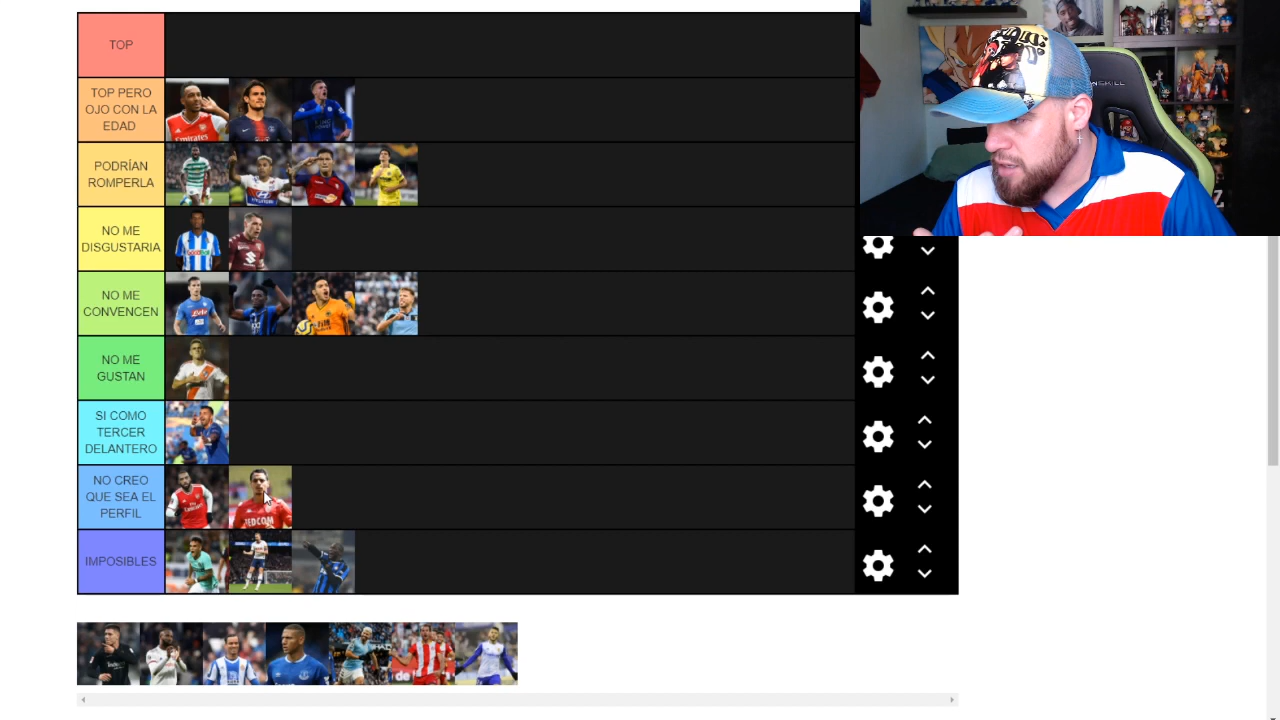 TOP
TOP PERO
OJO CON LA
EDAD
PODRÍAN
ROMPERLA
NO ME
DISGUSTARIA
NO ME
CONVENCEN
NO ME
GUSTAN
SI COMO
TERCER
DELANTERO
NO CREO
QUE SEA EL
PERFIL
IMPOSIBLES